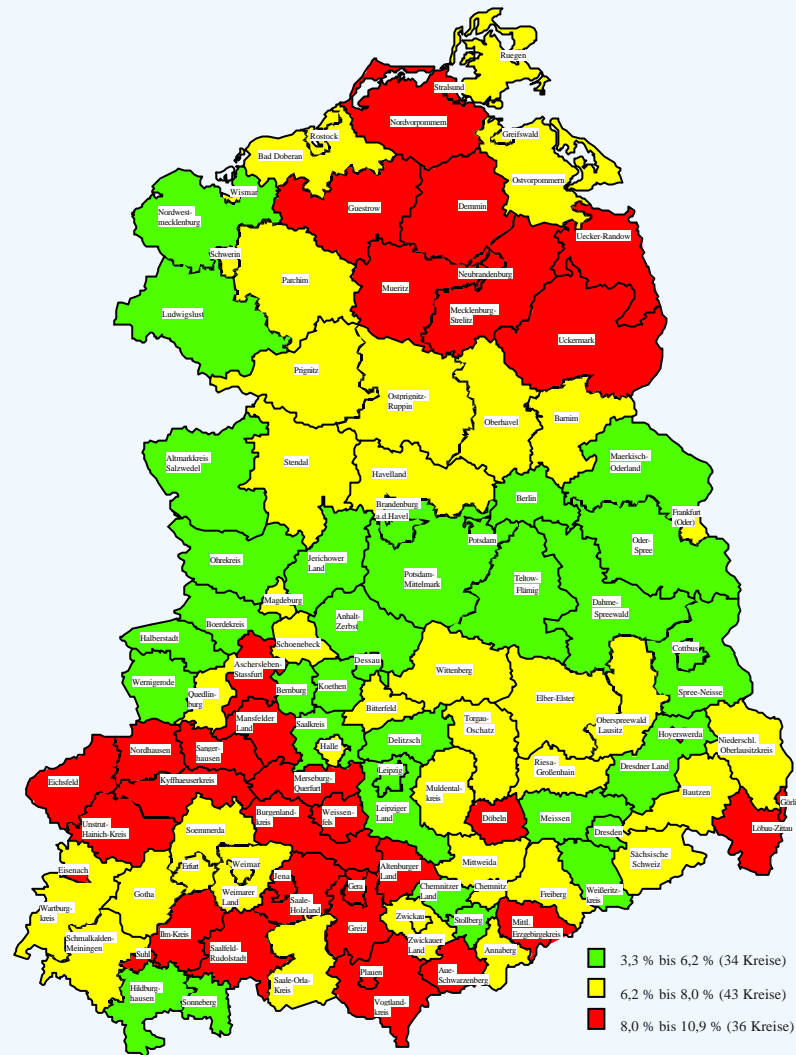 Ruegen
Stralsund
Nordvorpommern
Greifswald
Rostock
Bad Doberan
Ostvorpommern
Wismar
Nordwest-
mecklenburg
Guestrow
Demmin
Uecker-Randow
Schwerin
Parchim
Neubrandenburg
Mueritz
Mecklenburg-
Strelitz
Ludwigslust
Uckermark
Prignitz
Ostprignitz-
Ruppin
Oberhavel
Barnim
Altmarkkreis
Salzwedel
Stendal
Havelland
Maerkisch-
Oderland
Berlin
Brandenburg
a.d.Havel
Frankfurt
(Oder)
Potsdam
Oder-
Spree
Ohrekreis
Jerichower
Land
Potsdam-
Mittelmark
Teltow-
Flämig
Magdeburg
Dahme-
Spreewald
Boerdekreis
Anhalt-
Zerbst
Halberstadt
Schoenebeck
Cottbus
Aschersleben-
Stassfurt
Dessau
Wittenberg
Wernigerode
Quedlin-
burg
Bernburg
Koethen
Spree-Neisse
Bitterfeld
Elber-Elster
Mansfelder
Land
Saalkreis
Torgau-
Oschatz
Oberspreewald
Lausitz
Hoyerswerda
Niederschl.
Oberlausitzkreis
Nordhausen
Sanger-
hausen
Halle
Delitzsch
Eichsfeld
Kyffhaeuserkreis
Merseburg-
Querfurt
Leipzig
Riesa-
Großenhain
Dresdner Land
Muldental-
kreis
Bautzen
Görli
Unstrut-
Hainich-Kreis
Burgenland-
kreis
Weissen-
fels
Leipziger
Land
Döbeln
Meissen
Löbau-Zittau
Soemmerda
Dresden
Eisenach
Erfurt
Weimar
Jena
Altenburger
Land
Mittweida
Sächsische
Schweiz
Gotha
Weimarer
Land
Saale-
Holzland
Gera
Chemnitzer
Land
Chemnitz
Freiberg
Weißeritz-
kreis
Wartburg-
kreis
Zwickau
Stollberg
Ilm-Kreis
Greiz
Mittl.
Erzgebirgekreis
Schmalkalden-
Meiningen
Suhl
Saalfeld-
Rudolstadt
Zwickauer
Land
Annaberg
Plauen
Aue-
Schwarzenberg
Saale-Orla-
Kreis
Hildburg-
hausen
Sonneberg
Vogtland-
kreis
3,3 % bis 6,2 % (34 Kreise)
6,2 % bis 8,0 % (43 Kreise)
8,0 % bis 10,9 % (36 Kreise)